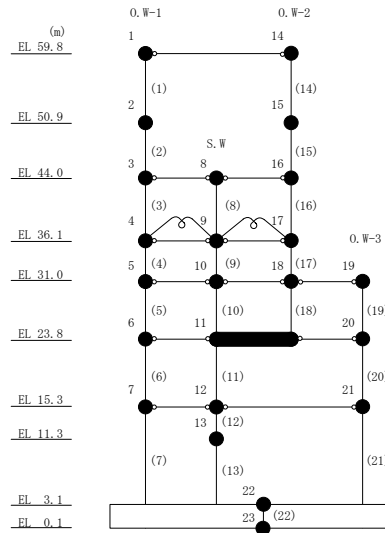 O.W-1 O.W-2
(m)
EL 59.8 1 14
(1) (14)
EL 50.9 2 15
(2) S.W (15)
EL 44.0 3 8 16
(3) (8) (16)
EL 36.1 4 9 17 O.W-3
EL 31.0 5 (4) 10 (9) 18 (17) 19
(5) (10) (18) (19)
EL 23.8 6 11 20
(6) (11) (20)
EL 15.3 7 12 21
EL 11.3 13 (12)
(7) (13) (21)
EL 3.1 22
EL 0.1 23 (22)